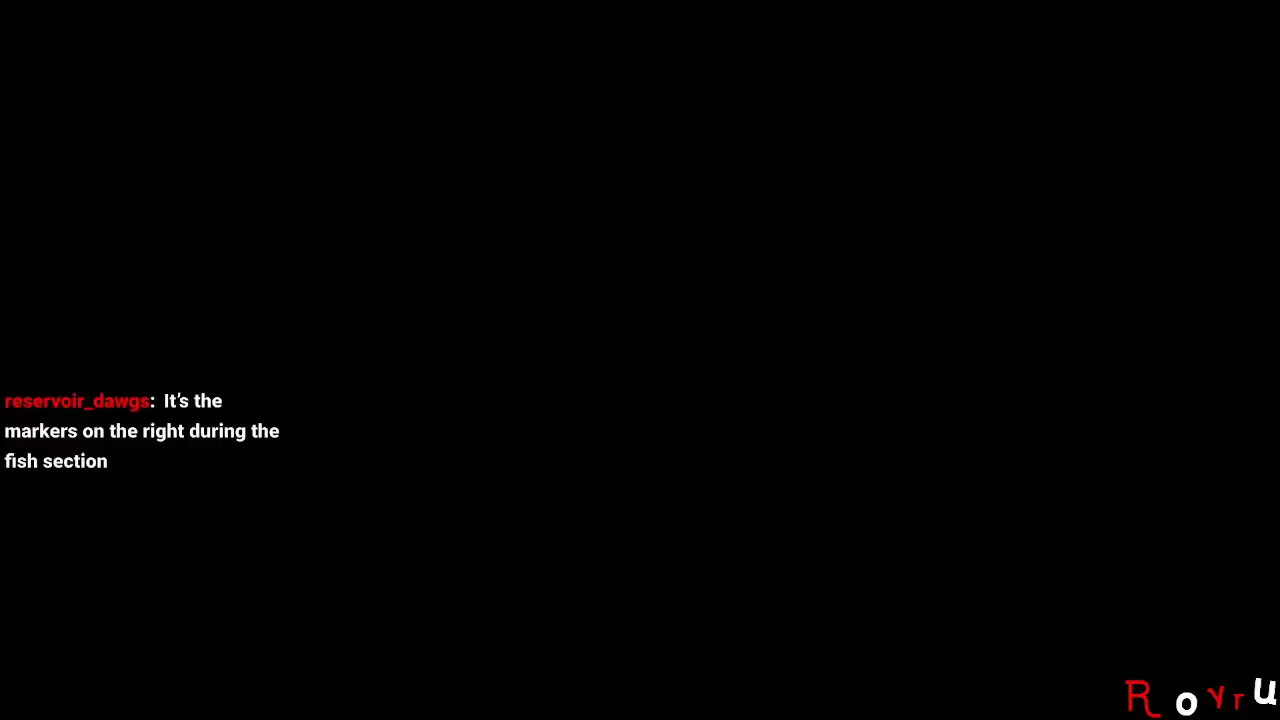 reservoir_dawgs: It's the
markers on the right during the
fish section